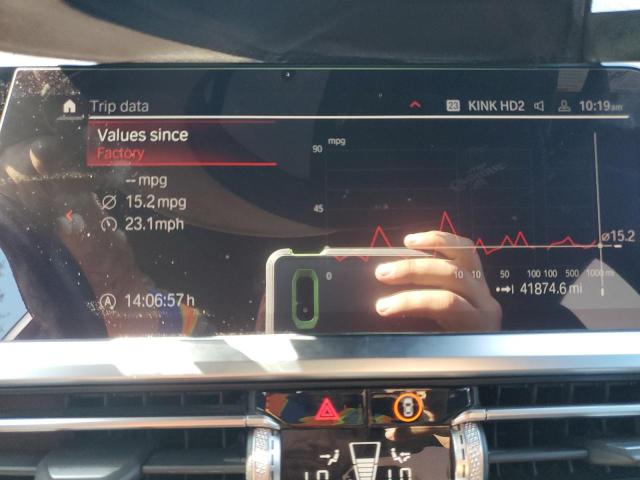 Trip data
23 KINK HD2 10:19am
Values since
Factory
-- mpg
Ø 15.2 mpg
23.1 mph
A 14:06:57 h
mpg
90
45
ø15.2
0 10 10 50 100 100 500 1000 mi
41874.6 mi